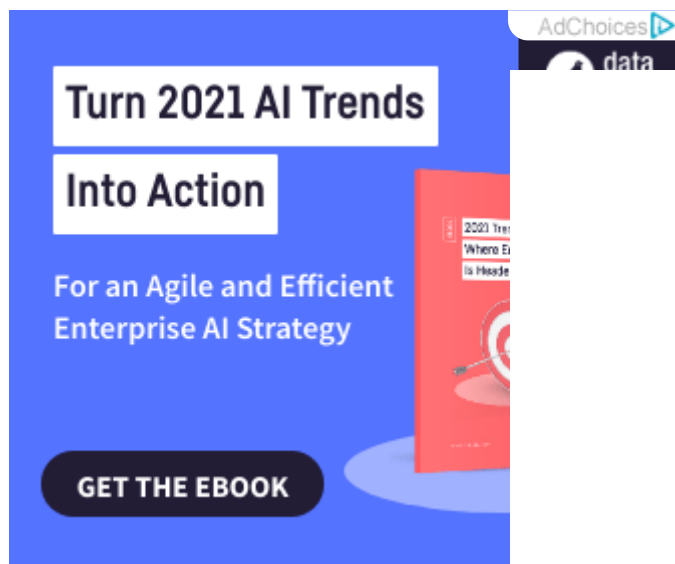 AdChoices
data
Turn 2021 AI Trends
Into Action
For an Agile and Efficient
Enterprise AI Strategy
2021
Where
Is
GET THE EBOOK